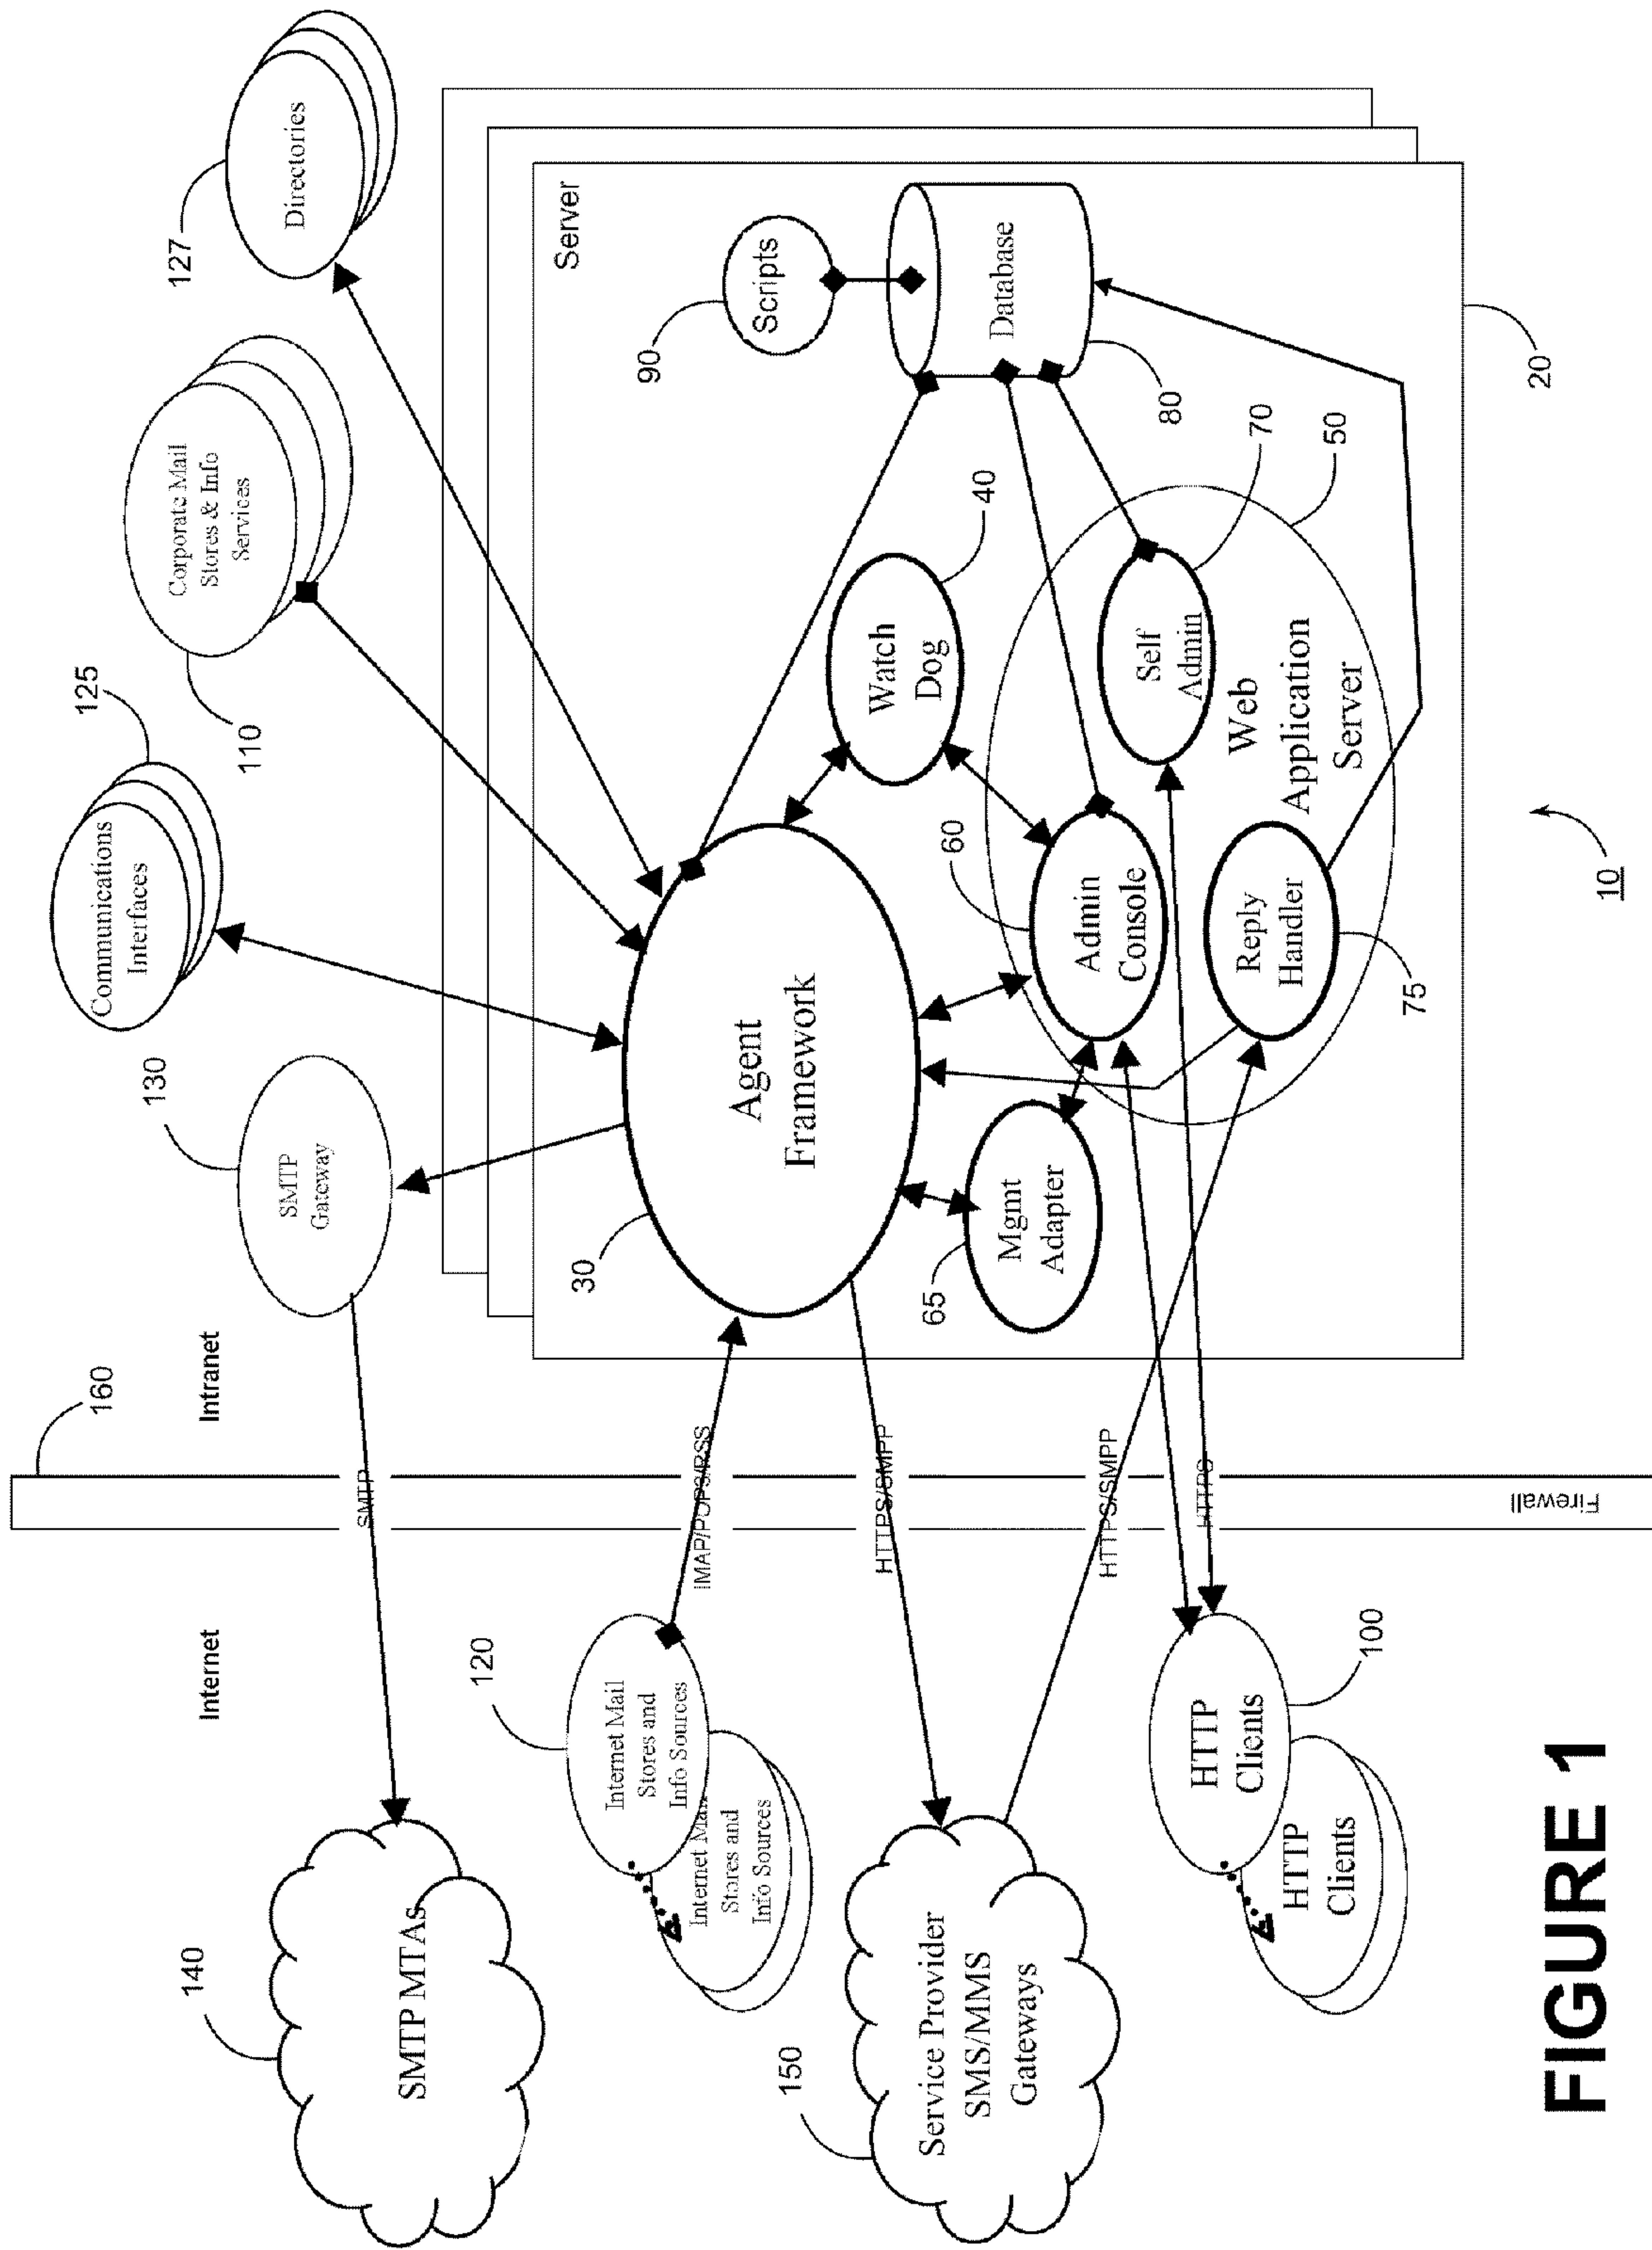 Internet
Intranet
160
140
SMTP MTAs
SMTP
130
SMTP
Gateway
125
Communications
Interfaces
110
Corporate Mail
Stores & Info
Services
127
Directories
120
Internet Mail
Stores and
Info Sources
Internet Mail
Stores and
Info Sources
IMAP/POP3/RSS
150
Service Provider
SMS/MMS
Gateways
HTTPS/SMPP
HTTPS/SMPP
HTTPS
100
HTTP
Clients
HTTP
Clients
Firewall
Server
30
Agent
Framework
65
Mgmt
Adapter
40
Watch
Dog
60
Admin
Console
70
Self
Admin
50
Web
Application
Server
75
Reply
Handler
90
Scripts
80
Database
20
10
FIGURE 1